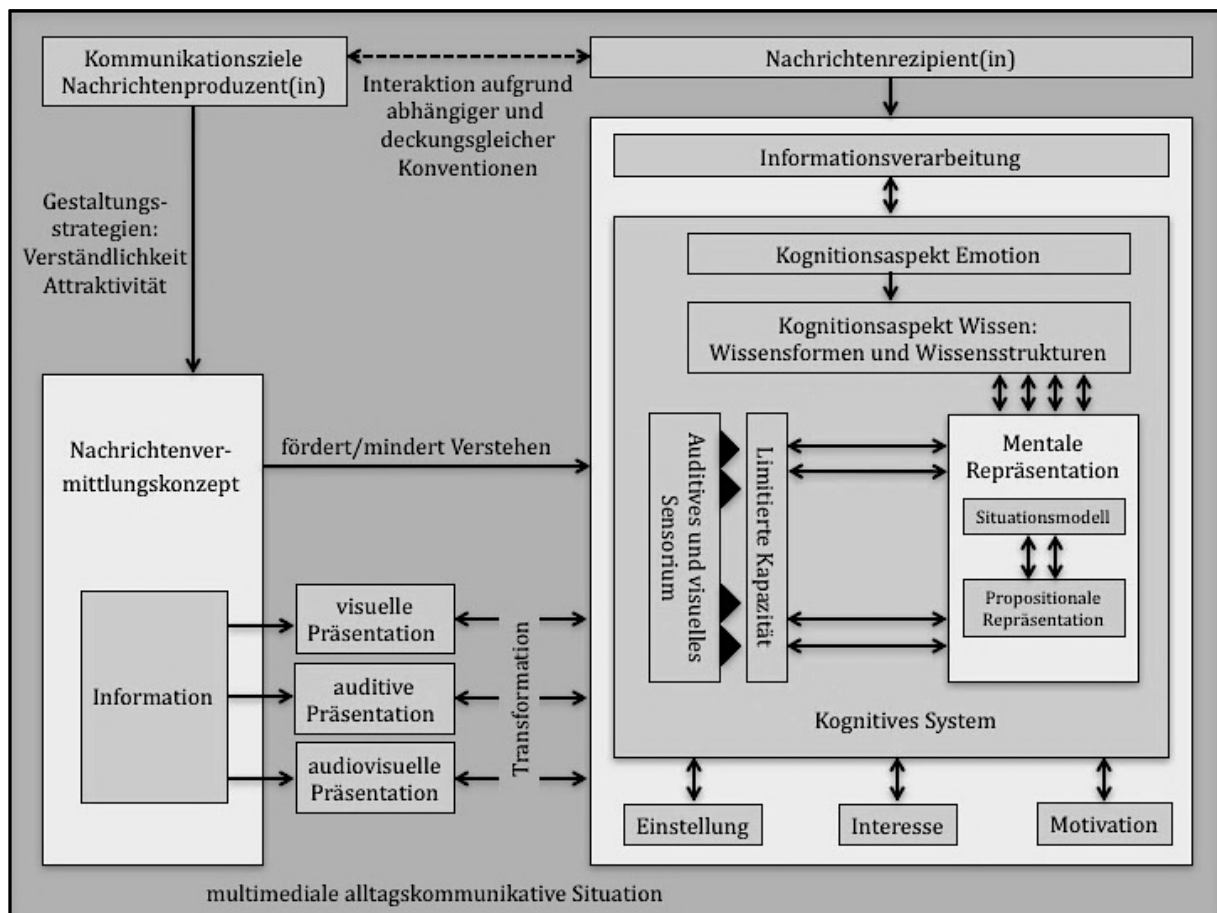 Kommunikationsziele
Nachrichtenproduzent(in)
Nachrichtenrezipient(in)
Interaktion aufgrund
abhängiger und
deckungsgleicher
Konventionen
Informationsverarbeitung
Gestaltungs-
strategien:
Verständlichkeit
Attraktivität
Kognitionsaspekt Emotion
Kognitionsaspekt Wissen:
Wissensformen und Wissensstrukturen
Nachrichtenver-
mittlungskonzept
fördert/mindert Verstehen
Auditives und visuelles
Sensorium
Limitierte Kapazität
Mentale
Repräsentation
Situationsmodell
Propositionale
Repräsentation
Information
visuelle
Präsentation
auditive
Präsentation
audiovisuelle
Präsentation
Transformation
Kognitives System
Einstellung
Interesse
Motivation
multimediale alltagskommunikative Situation